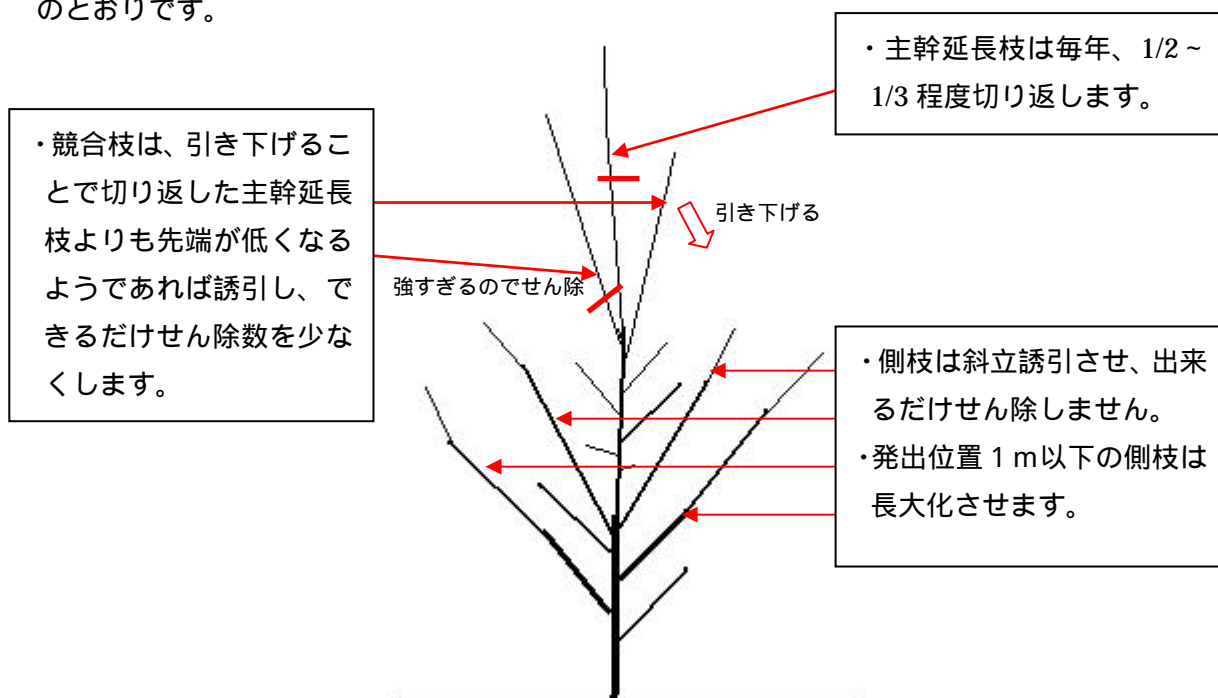 のとおりです。
・主幹延長枝は毎年、1/2～
1/3 程度切り返します。
・競合枝は、引き下げるこ
とで切り返した主幹延長
枝よりも先端が低くなる
ようであれば誘引し、で
きるだけせん除数を少な
くします。
引き下げる
強すぎるのでせん除
・側枝は斜立誘引させ、出来
るだけせん除しません。
・発出位置１ｍ以下の側枝は
長大化させます。